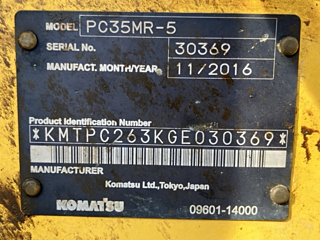 MODEL PC35MR-5
SERIAL No. 30369
MANUFACT. MONTH/YEAR 11/2016
Product Identification Number
*KMTPC263KGE030369*
MANUFACTURER
Komatsu Ltd.,Tokyo,Japan
KOMATSU 09601-14000